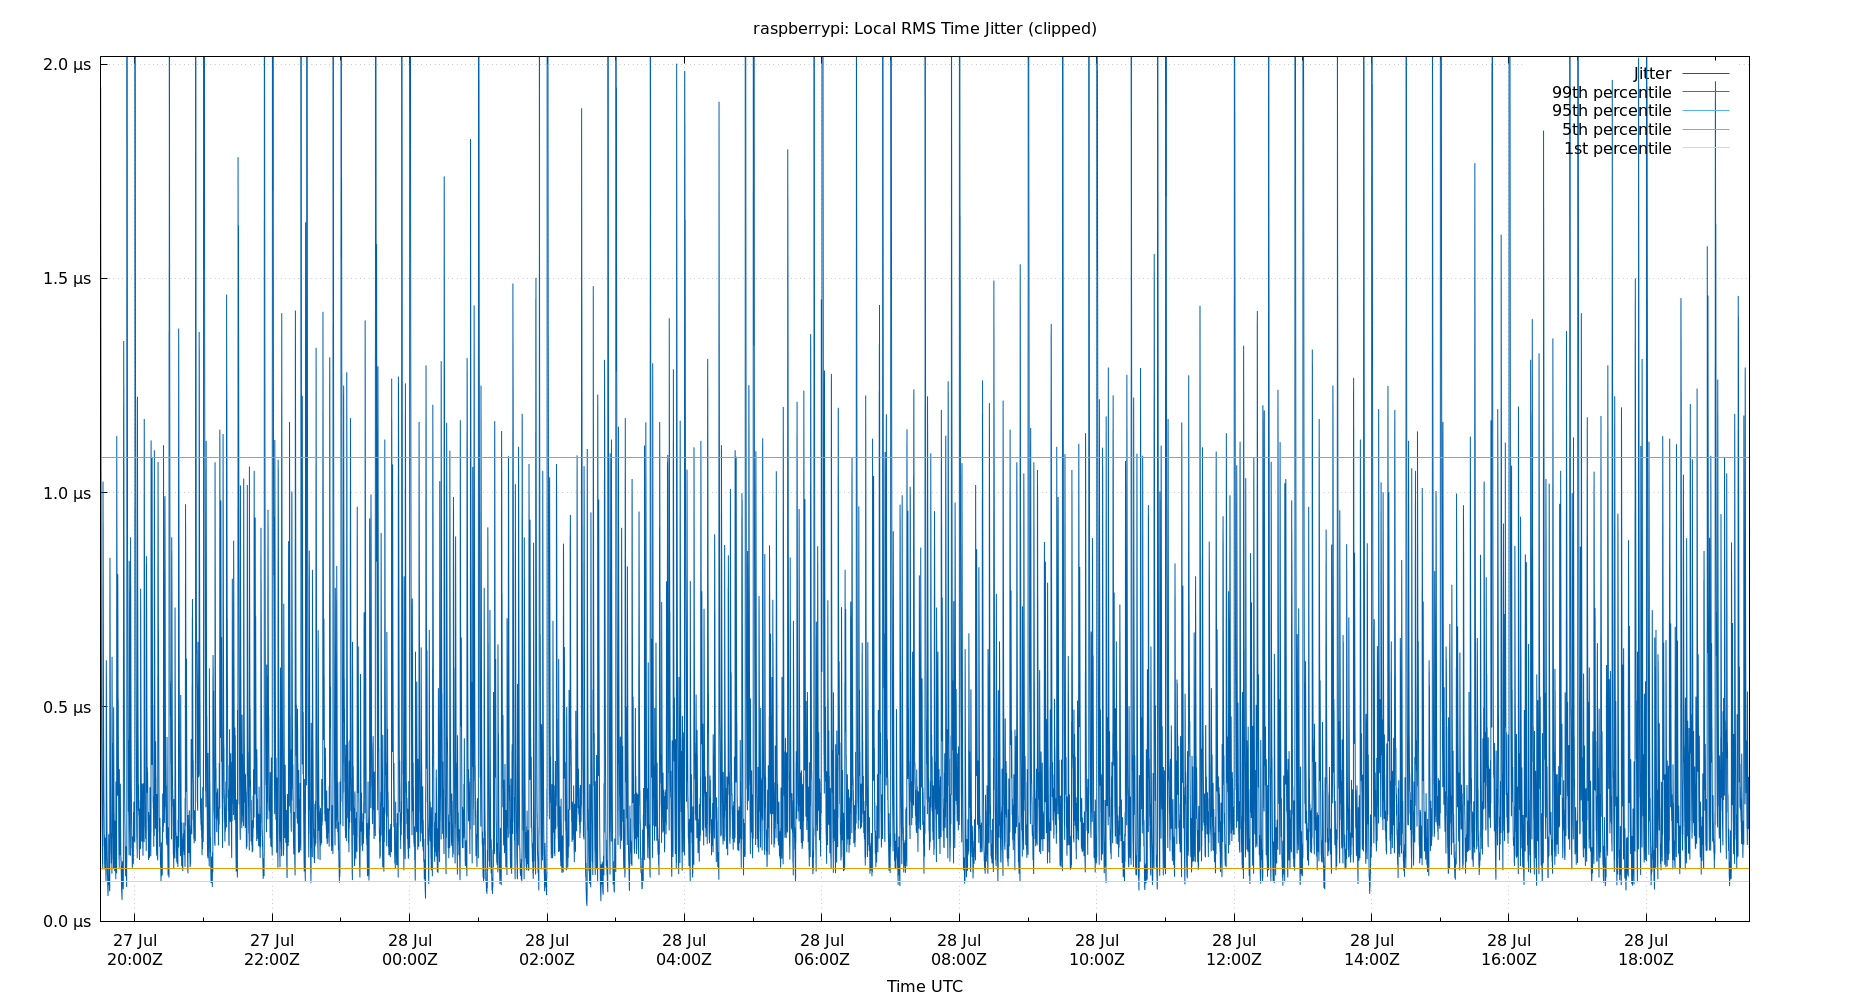 raspberrypi: Local RMS Time Jitter (clipped)
2.0 µs
1.5 µs
1.0 µs
0.5 µs
0.0 µs
Jitter
99th percentile
95th percentile
5th percentile
1st percentile
27 Jul 27 Jul 28 Jul 28 Jul 28 Jul 28 Jul 28 Jul 28 Jul 28 Jul 28 Jul 28 Jul 28 Jul
20:00Z 22:00Z 00:00Z 02:00Z 04:00Z 06:00Z 08:00Z 10:00Z 12:00Z 14:00Z 16:00Z 18:00Z
Time UTC